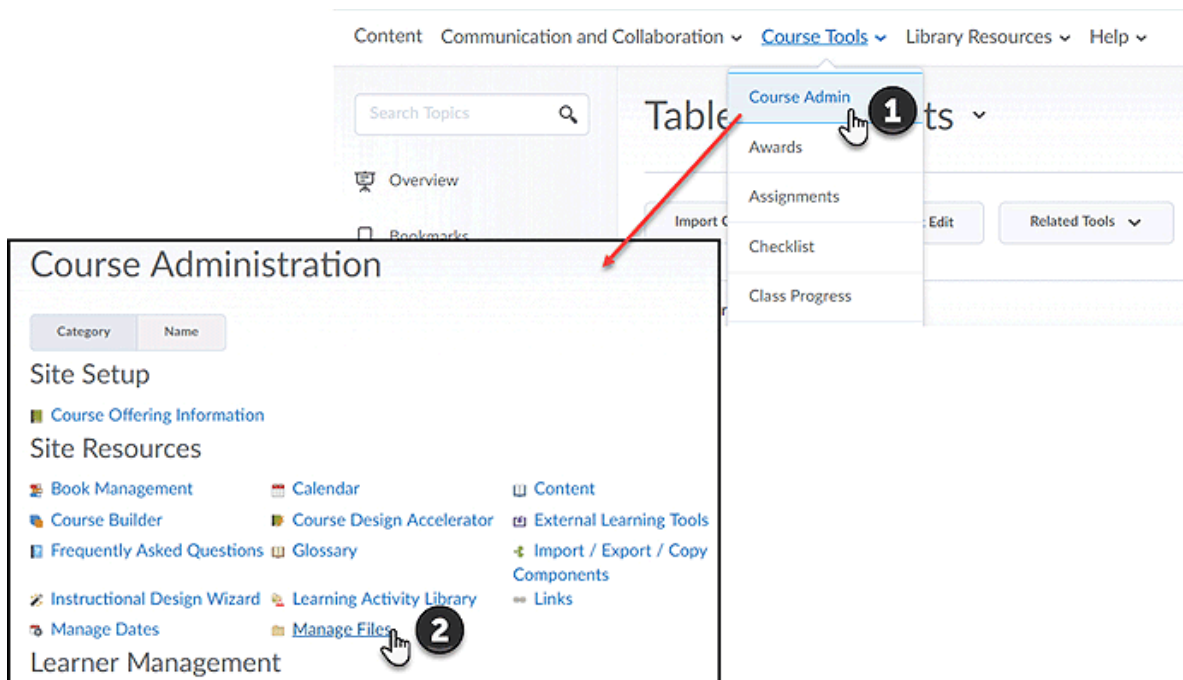 Content Communication and Collaboration Course Tools Library Resources Help
Search Topics
Table ts
Course Admin
1
Awards
Overview
Assignments
Import Edit Related Tools
Bookmarks
Checklist
Class Progress
Course Administration
Category Name
Site Setup
Course Offering Information
Site Resources
Book Management Calendar Content
Course Builder Course Design Accelerator External Learning Tools
Frequently Asked Questions Glossary Import / Export / Copy
Components
Instructional Design Wizard Learning Activity Library Links
Manage Dates Manage Files
2
Learner Management